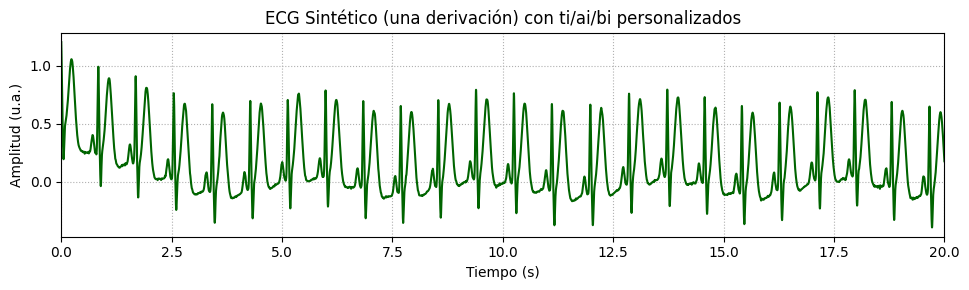 ECG Sintético (una derivación) con ti/ai/bi personalizados
Amplitud (u.a.)
1.0
0.5
0.0
0.0 2.5 5.0 7.5 10.0 12.5 15.0 17.5 20.0
Tiempo (s)